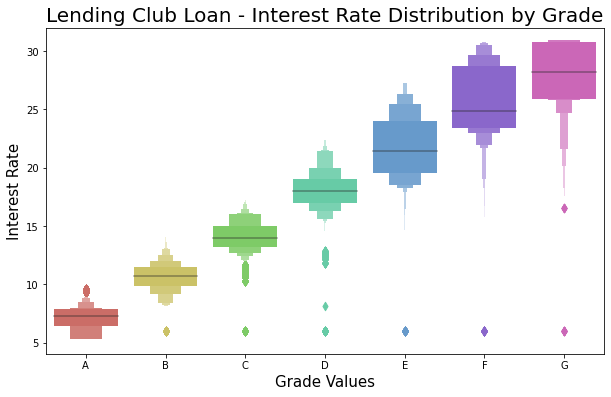 Lending Club Loan - Interest Rate Distribution by Grade
Interest Rate
30
25
20
15
10
5
A B C D E F G
Grade Values